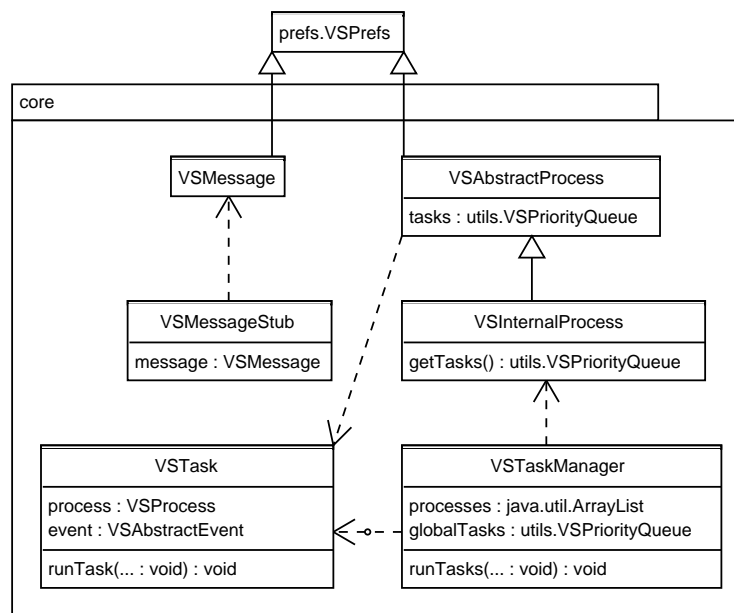 prefs.VSPrefs
core
VSMessage
VSAbstractProcess
tasks : utils.VSPriorityQueue
VSMessageStub
message : VSMessage
VSInternalProcess
getTasks() : utils.VSPriorityQueue
VSTask
process : VSProcess
event : VSAbstractEvent
runTask(... : void) : void
VSTaskManager
processes : java.util.ArrayList
globalTasks : utils.VSPriorityQueue
runTasks(... : void) : void